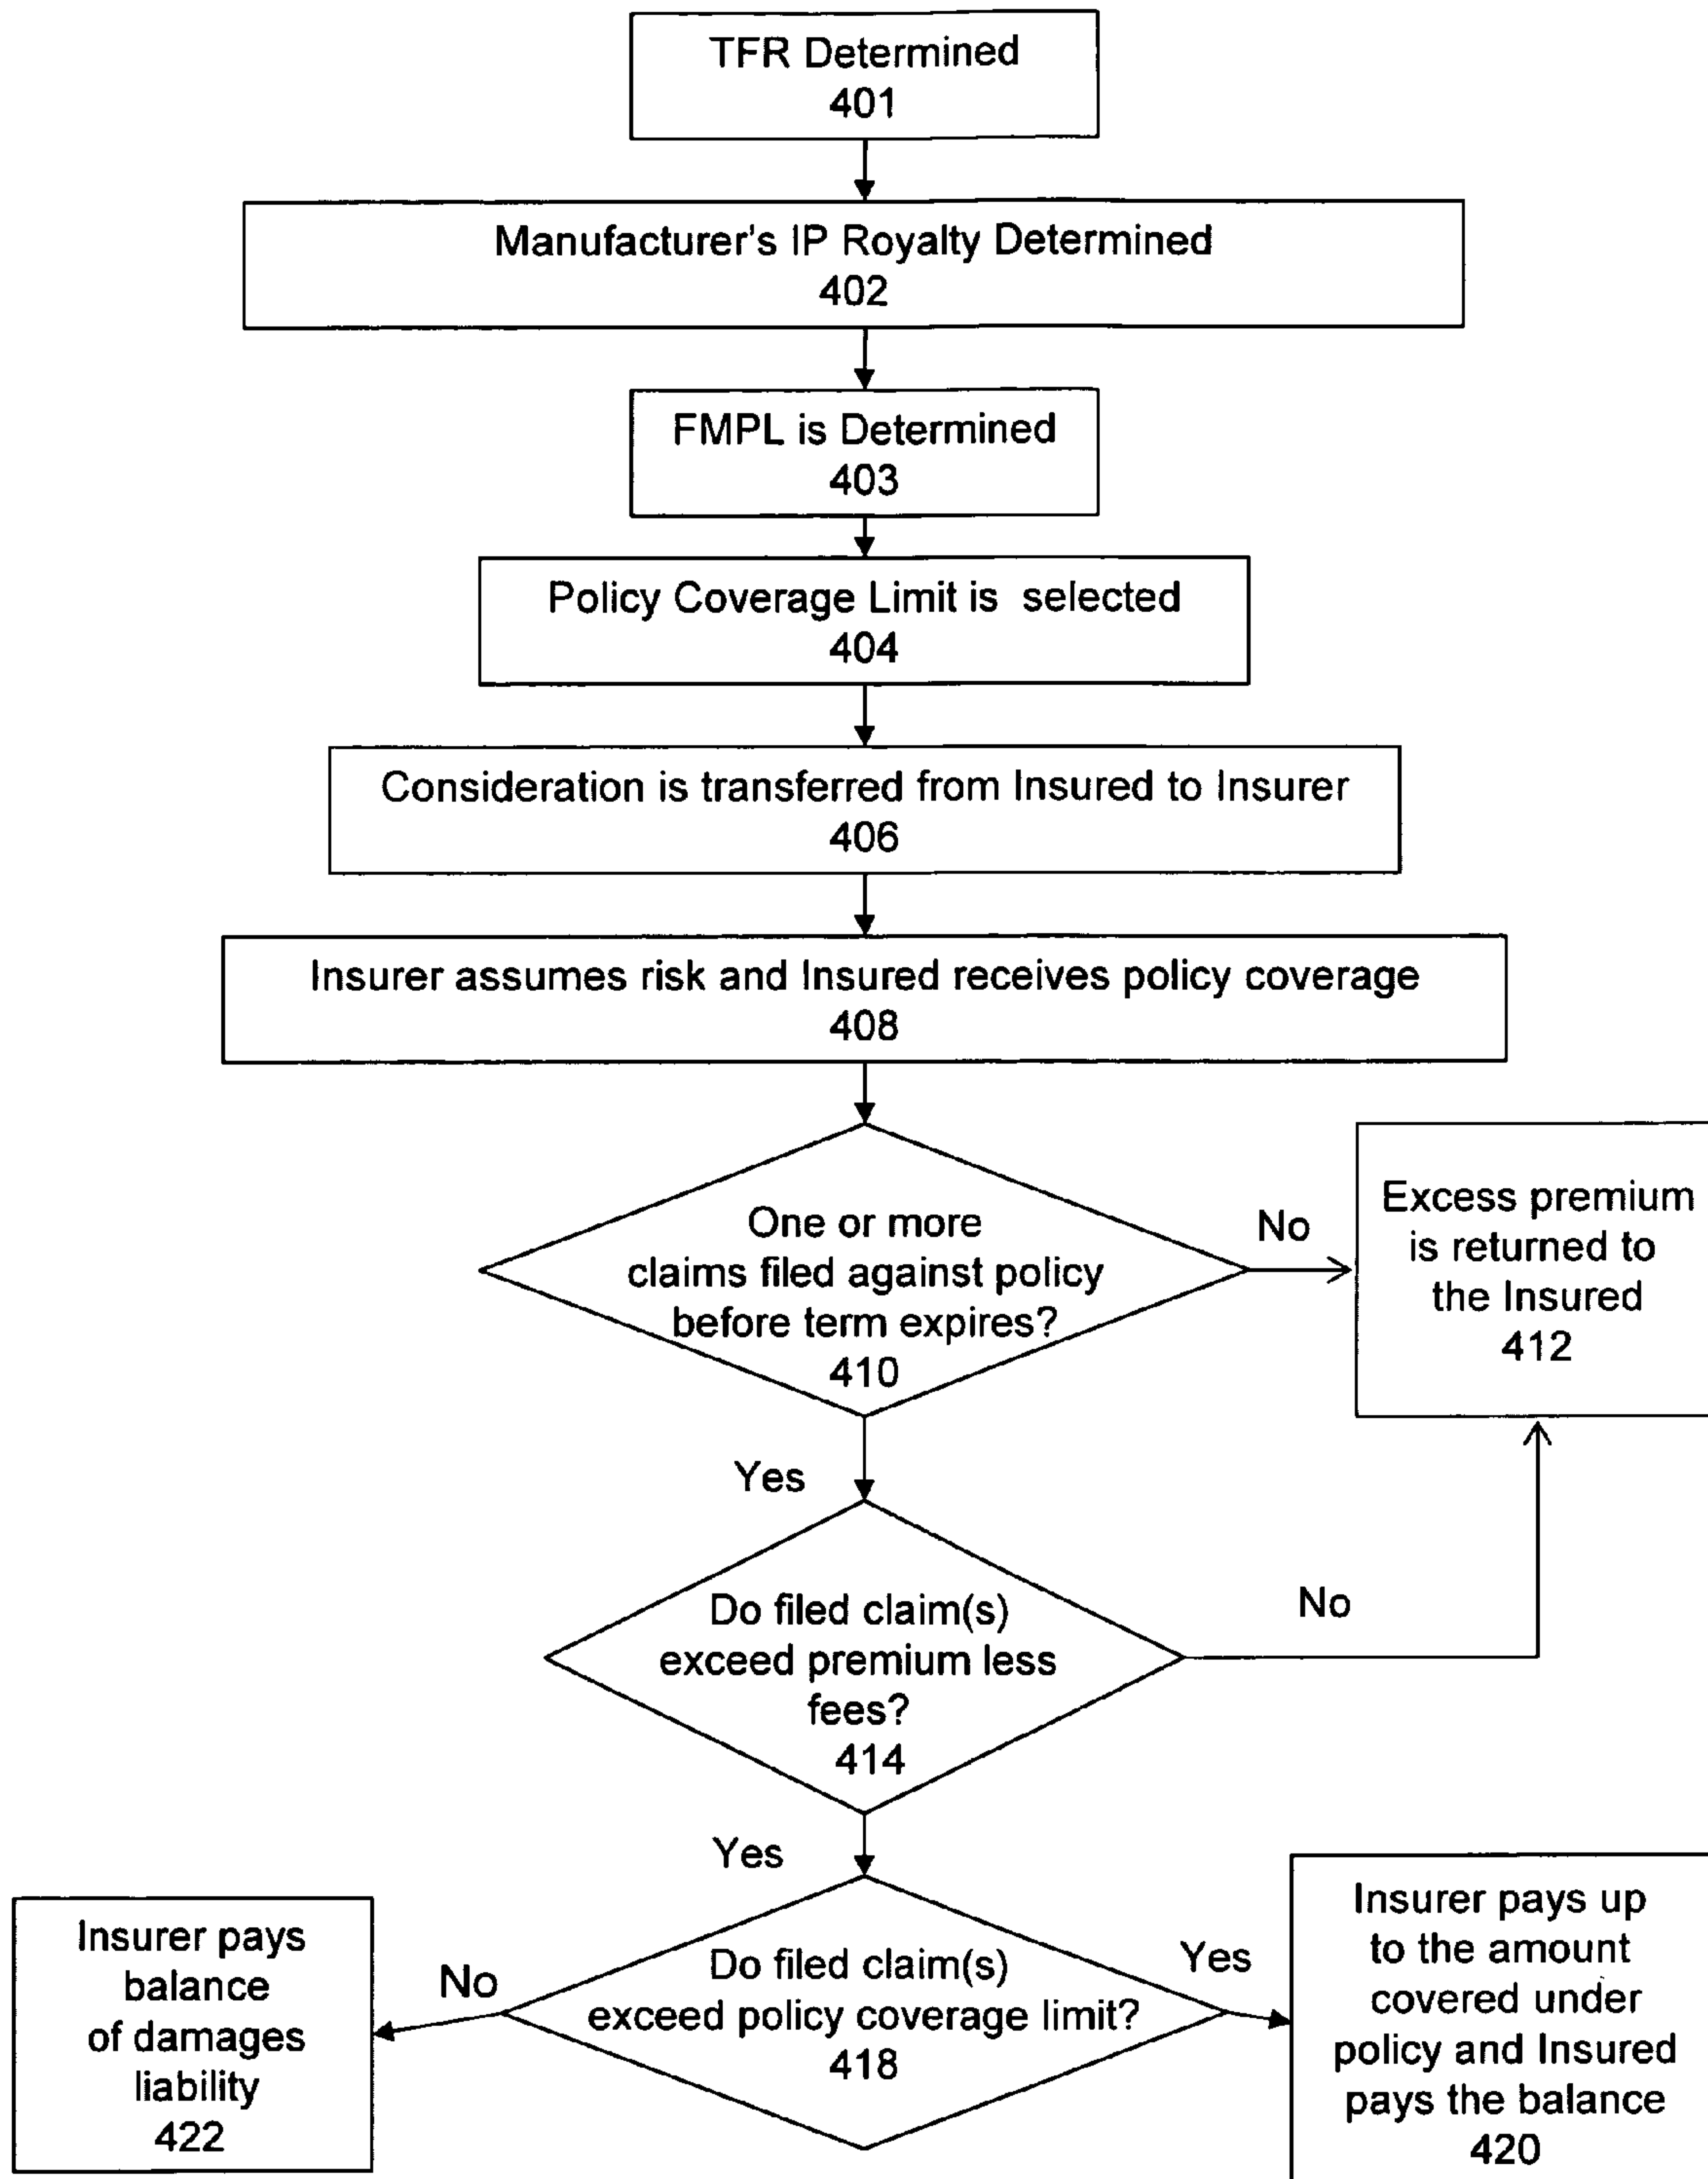 TFR Determined
401
Manufacturer's IP Royalty Determined
402
FMPL is Determined
403
Policy Coverage Limit is selected
404
Consideration is transferred from Insured to Insurer
406
Insurer assumes risk and Insured receives policy coverage
408
One or more
claims filed against policy
before term expires?
410
No
Excess premium
is returned to
the Insured
412
Yes
Do filed claim(s)
exceed premium less
fees?
414
No
Yes
Do filed claim(s)
exceed policy coverage limit?
418
No
Insurer pays
balance
of damages
liability
422
Yes
Insurer pays up
to the amount
covered under
policy and Insured
pays the balance
420